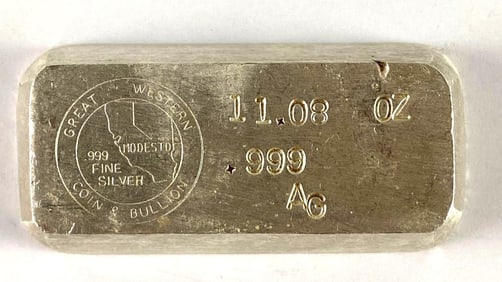 GREAT WESTERN
MODESTO
.999
FINE
SILVER
COIN & BULLION
11.08 OZ
.999
AG